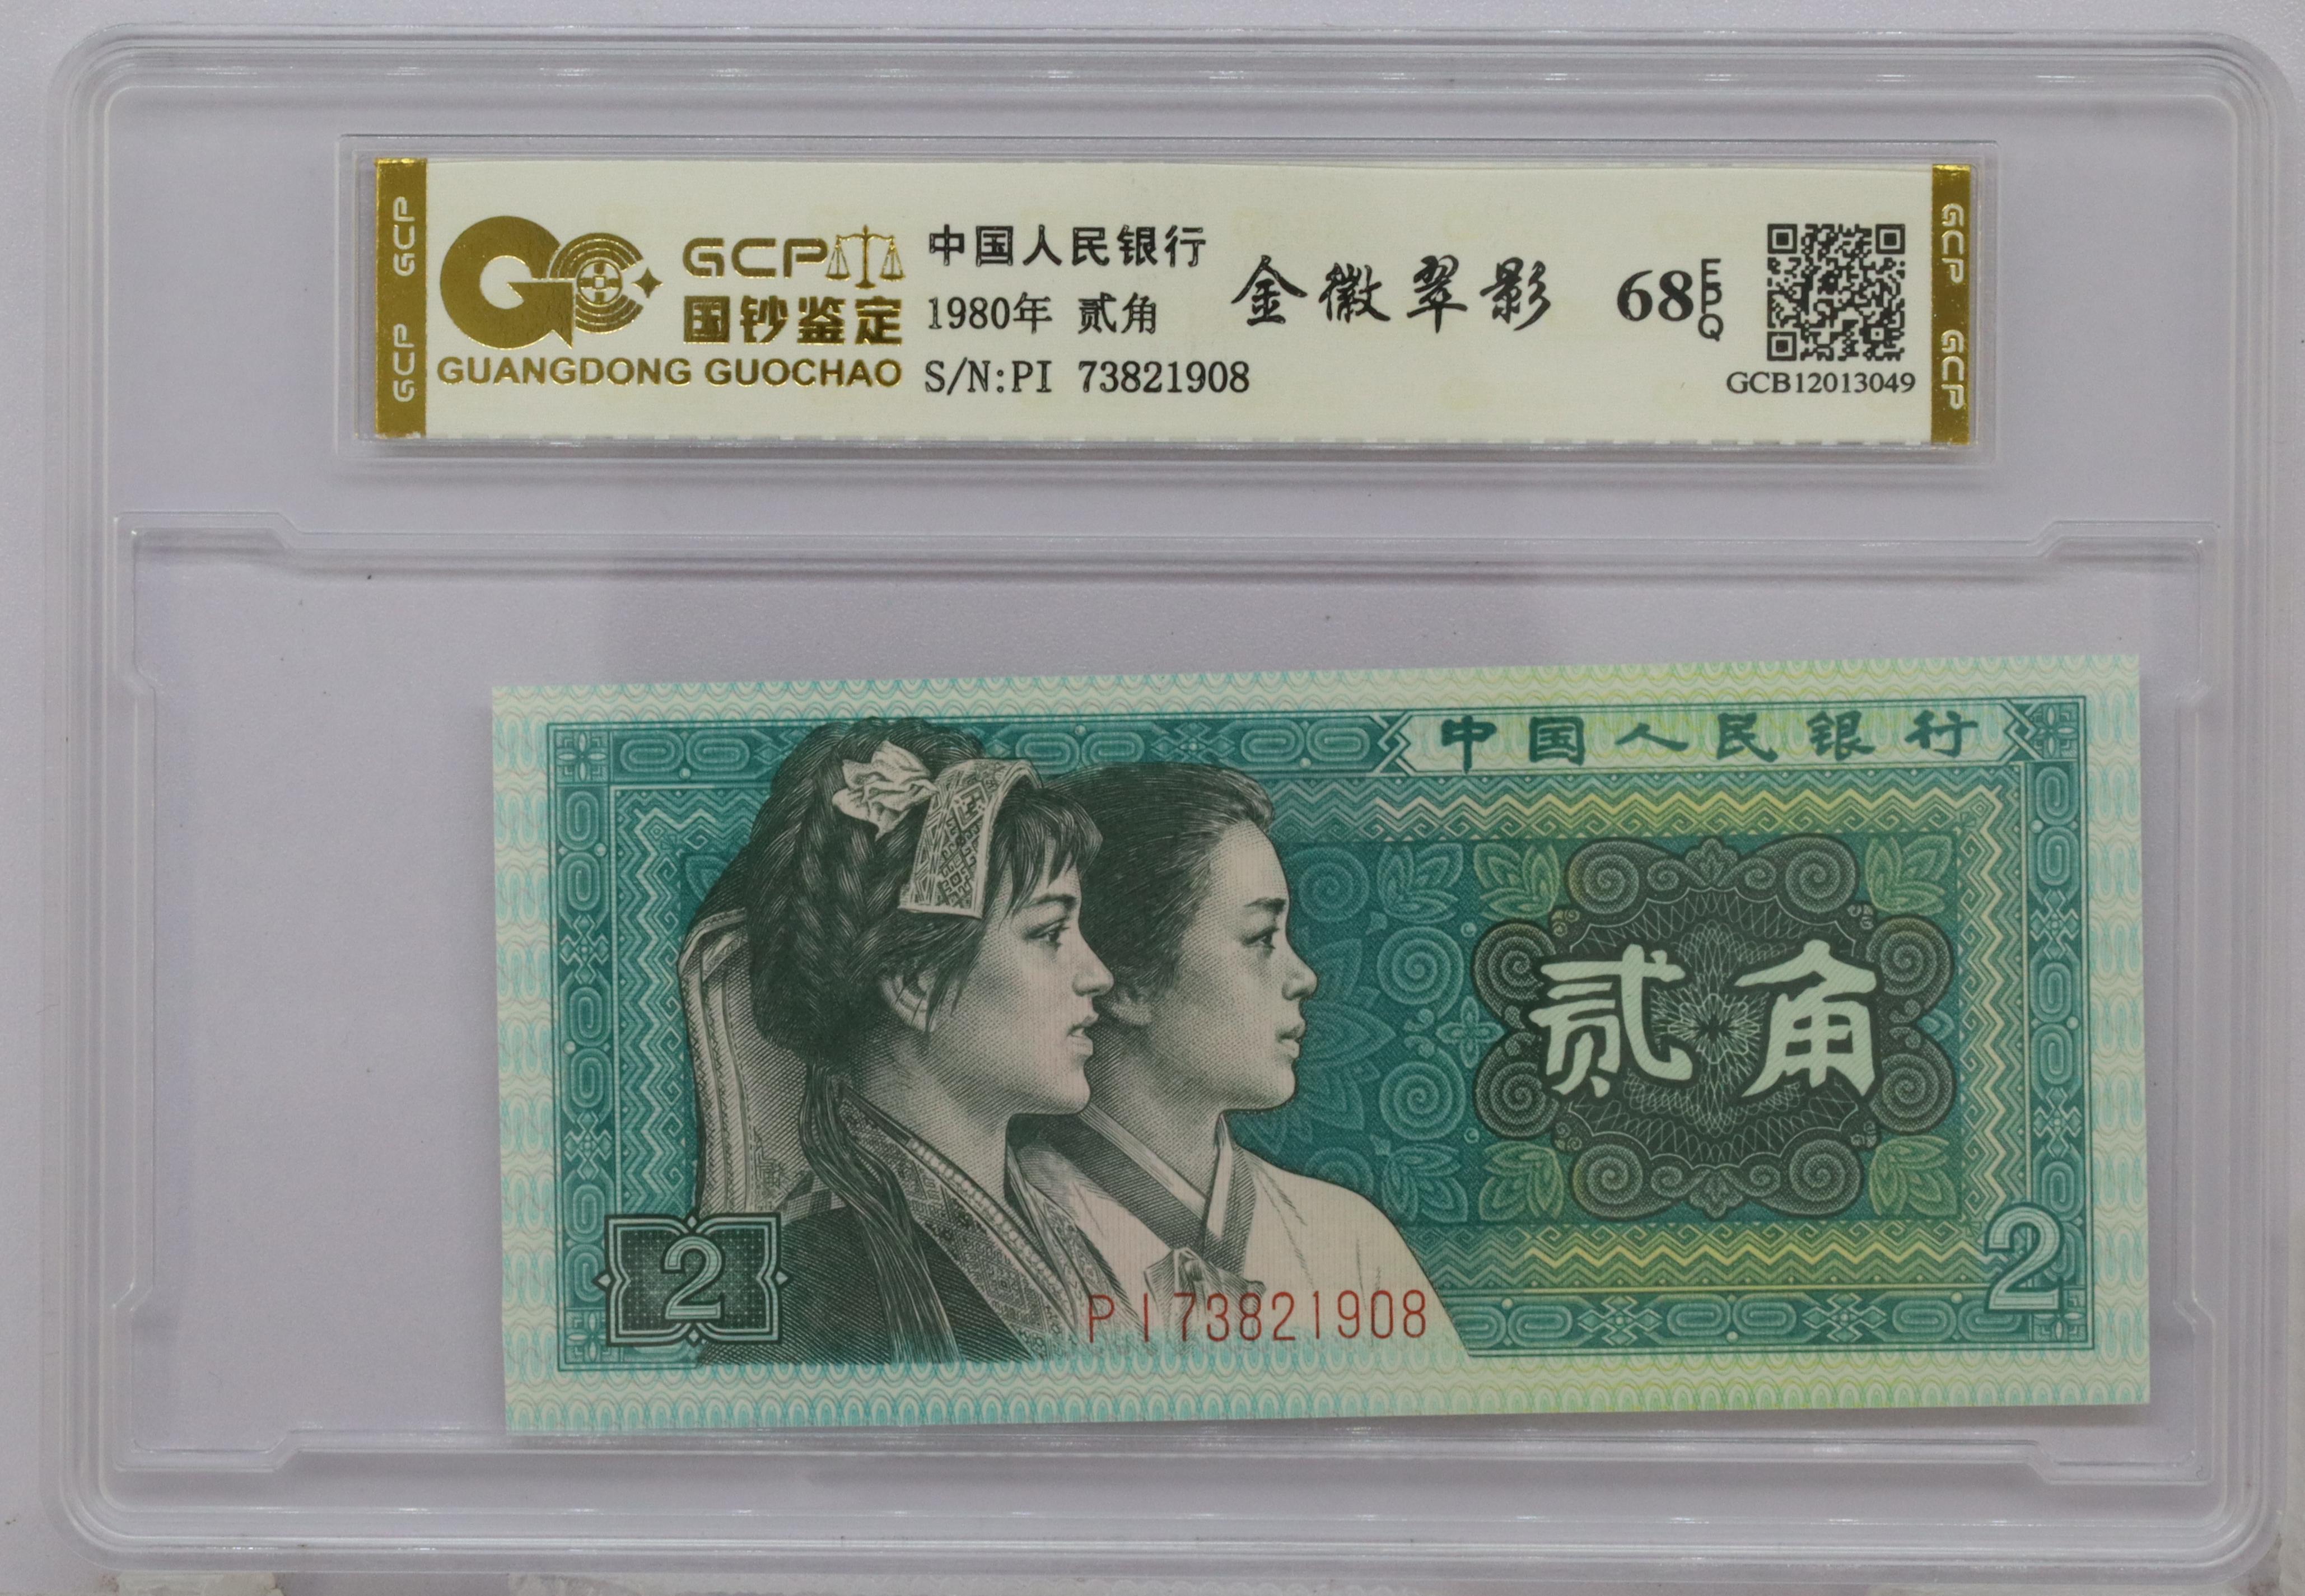 GCP GCP
GCP
国钞鉴定
GUANGDONG GUOCHAO
中国人民银行
1980年 贰角
S/N:PI 73821908
金徽翠影
68 EPQ
GCB12013049
GCP GCP
中国人民银行
贰角
2
2
PI73821908